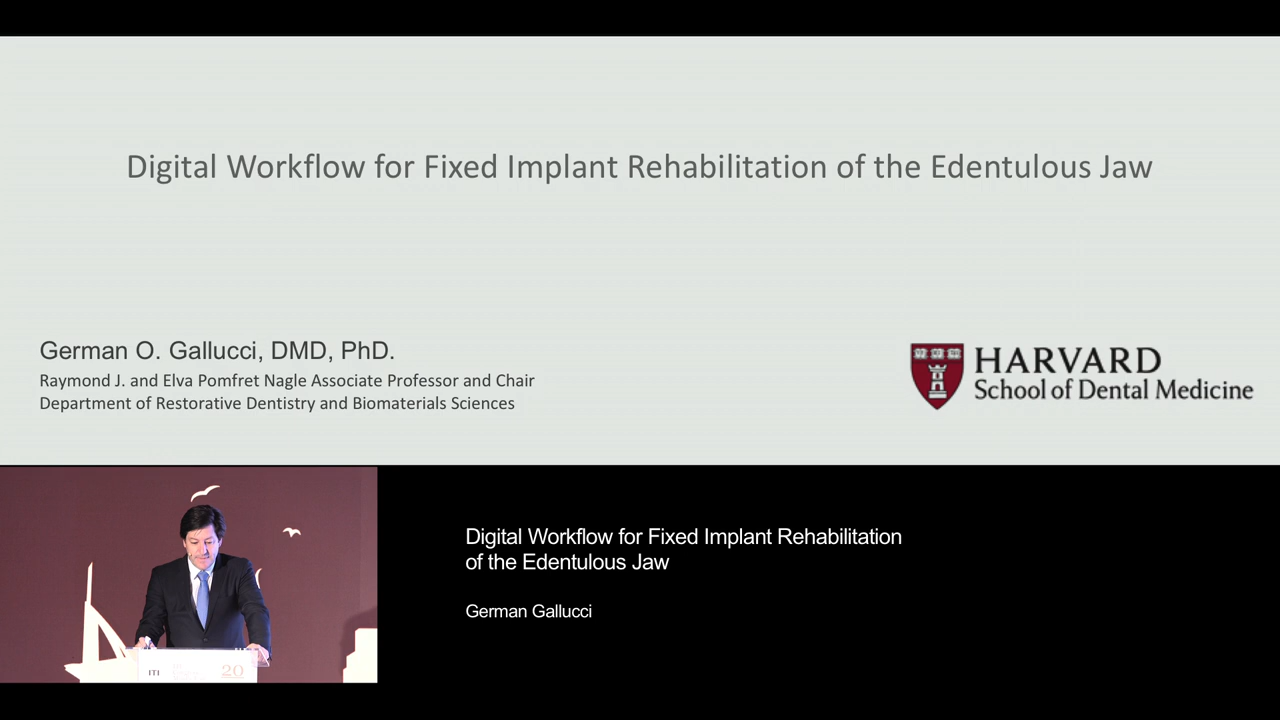 Digital Workflow for Fixed Implant Rehabilitation of the Edentulous Jaw
German O. Gallucci, DMD, PhD.
Raymond J. and Elva Pomfret Nagle Associate Professor and Chair
Department of Restorative Dentistry and Biomaterials Sciences
HARVARD
School of Dental Medicine
Digital Workflow for Fixed Implant Rehabilitation
of the Edentulous Jaw
German Gallucci
ITI
20